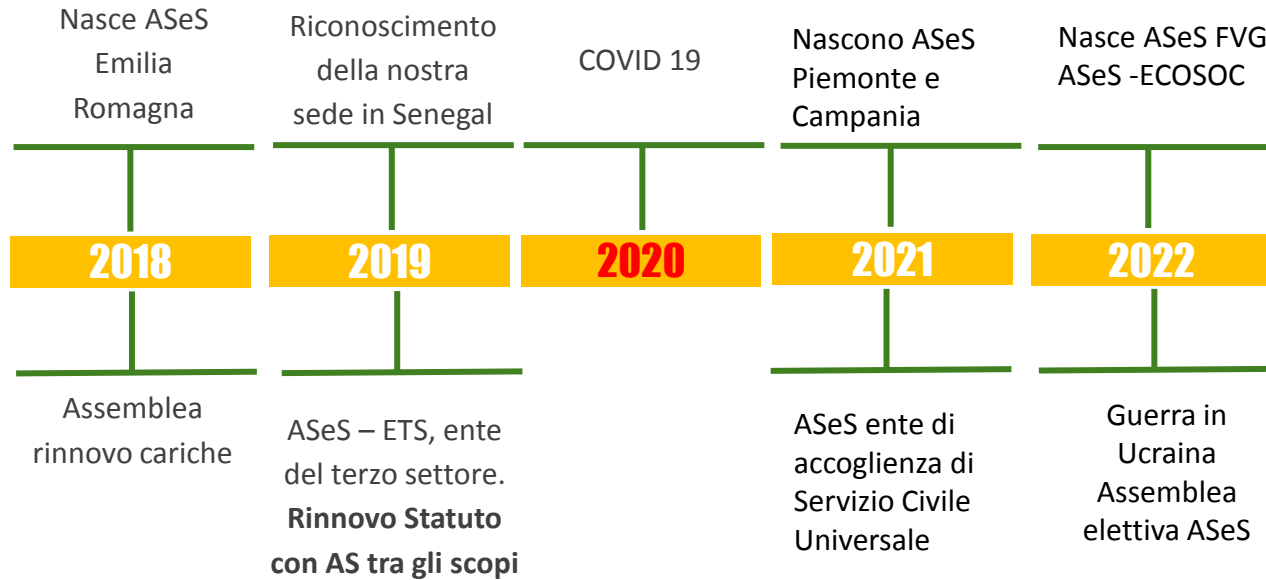 Nasce ASeS
Emilia
Romagna
Riconoscimento
della nostra
sede in Senegal
COVID 19
Nascono ASeS
Piemonte e
Campania
Nasce ASeS FVG
ASeS -ECOSOC
2018
2019
2020
2021
2022
Assemblea
rinnovo cariche
ASeS – ETS, ente
del terzo settore.
Rinnovo Statuto
con AS tra gli scopi
ASeS ente di
accoglienza di
Servizio Civile
Universale
Guerra in
Ucraina
Assemblea
elettiva ASeS